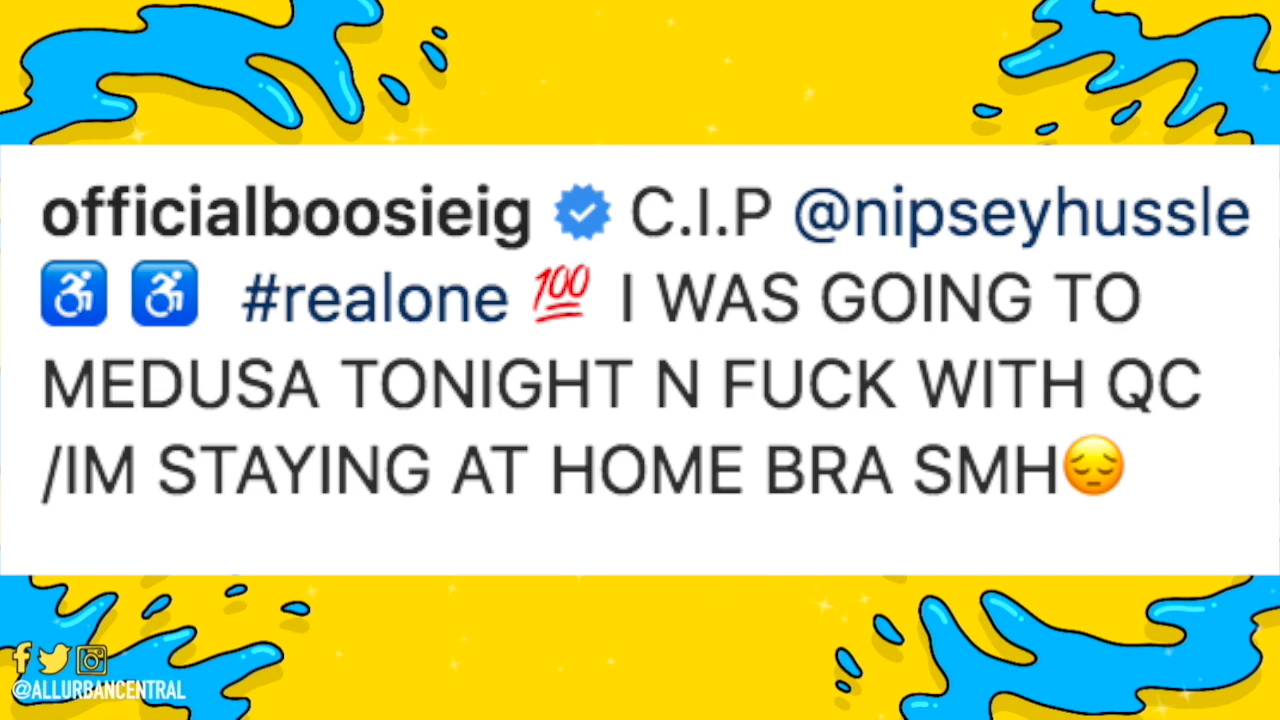 officialboosieig C.I.P @nipseyhussle
♿ ♿ #realone 💯 I WAS GOING TO
MEDUSA TONIGHT N FUCK WITH QC
/IM STAYING AT HOME BRA SMH😔
@ALLURBANCENTRAL